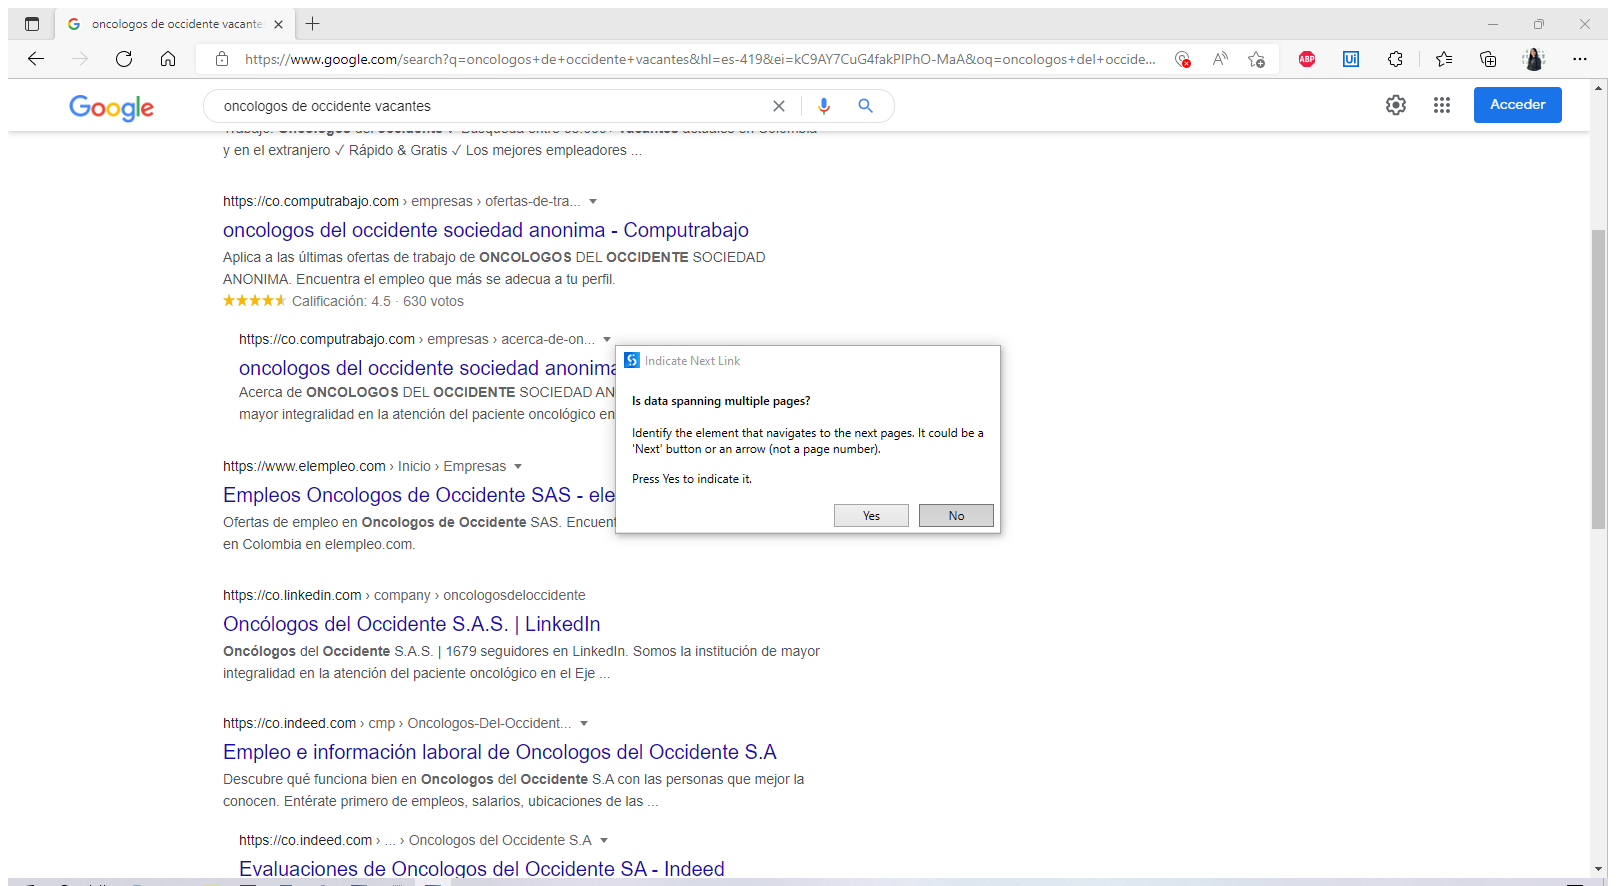 oncologos de occidente vacante
https://www.google.com/search?q=oncologos+de+occidente+vacantes&hl=es-419&ei=kC9AY7CuG4fakPIPhO-MaA&oq=oncologos+del+occide...
ABP
Ui
Google
oncologos de occidente vacantes
Acceder
Trabajo: Oncologos del occidente ✓ Búsqueda entre
vacantes actuales en Colombia
y en el extranjero ✓ Rápido & Gratis ✓ Los mejores empleadores ...
https://co.computrabajo.com › empresas › ofertas-de-tra...
oncologos del occidente sociedad anonima - Computrabajo
Aplica a las últimas ofertas de trabajo de ONCOLOGOS DEL OCCIDENTE SOCIEDAD
ANONIMA. Encuentra el empleo que más se adecua a tu perfil.
Calificación: 4.5 · 630 votos
https://co.computrabajo.com › empresas › acerca-de-on...
oncologos del occidente sociedad anonima
Acerca de ONCOLOGOS DEL OCCIDENTE SOCIEDAD AN
mayor integralidad en la atención del paciente oncológico en
Indicate Next Link
Is data spanning multiple pages?
Identify the element that navigates to the next pages. It could be a
'Next' button or an arrow (not a page number).
Press Yes to indicate it.
Yes
No
https://www.elempleo.com › Inicio › Empresas
Empleos Oncologos de Occidente SAS - ele
Ofertas de empleo en Oncologos de Occidente SAS. Encuent
en Colombia en elempleo.com.
https://co.linkedin.com › company › oncologosdeloccidente
Oncólogos del Occidente S.A.S. | LinkedIn
Oncólogos del Occidente S.A.S. | 1679 seguidores en LinkedIn. Somos la institución de mayor
integralidad en la atención del paciente oncológico en el Eje ...
https://co.indeed.com › cmp › Oncologos-Del-Occident...
Empleo e información laboral de Oncologos del Occidente S.A
Descubre qué funciona bien en Oncologos del Occidente S.A con las personas que mejor la
conocen. Entérate primero de empleos, salarios, ubicaciones de las ...
https://co.indeed.com › ... › Oncologos del Occidente S.A
Evaluaciones de Oncologos del Occidente SA - Indeed